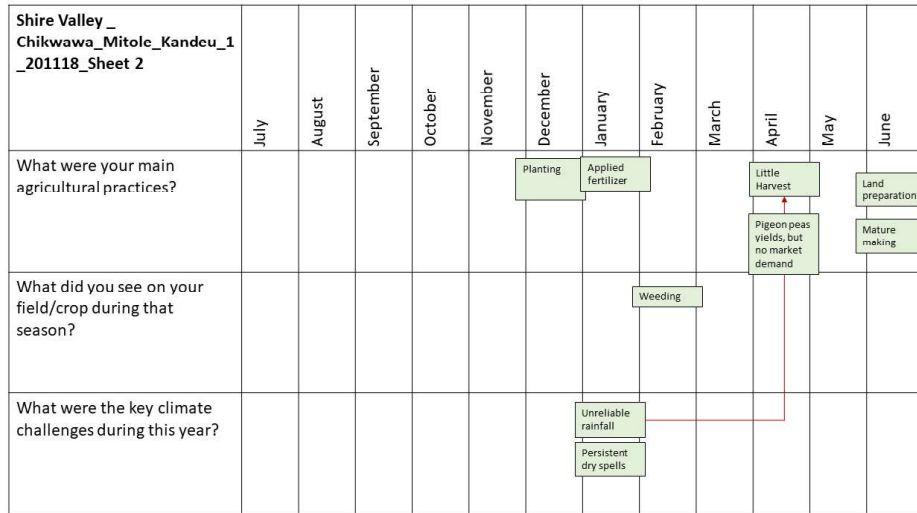 Shire Valley _
Chikwawa_Mitole_Kandeu_1
_201118_Sheet 2
July
August
September
October
November
December
January
February
March
April
May
June
What were your main
agricultural practices?
Planting
Applied
fertilizer
Little
Harvest
Land
preparation
Pigeon peas
yields, but
no market
demand
Mature
making
What did you see on your
field/crop during that
season?
Weeding
What were the key climate
challenges during this year?
Unreliable
rainfall
Persistent
dry spells